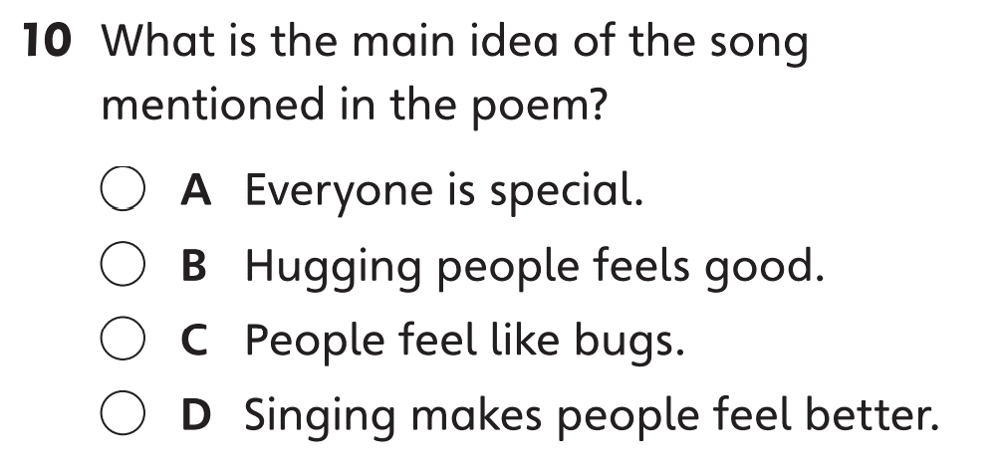 10 What is the main idea of the song
mentioned in the poem?
A Everyone is special.
B Hugging people feels good.
C People feel like bugs.
D Singing makes people feel better.